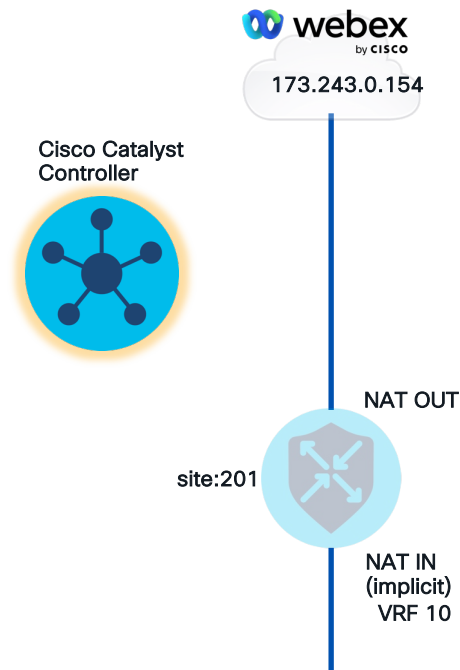 webex
by CISCO
173.243.0.154
Cisco Catalyst
Controller
NAT OUT
site:201
NAT IN
(implicit)
VRF 10